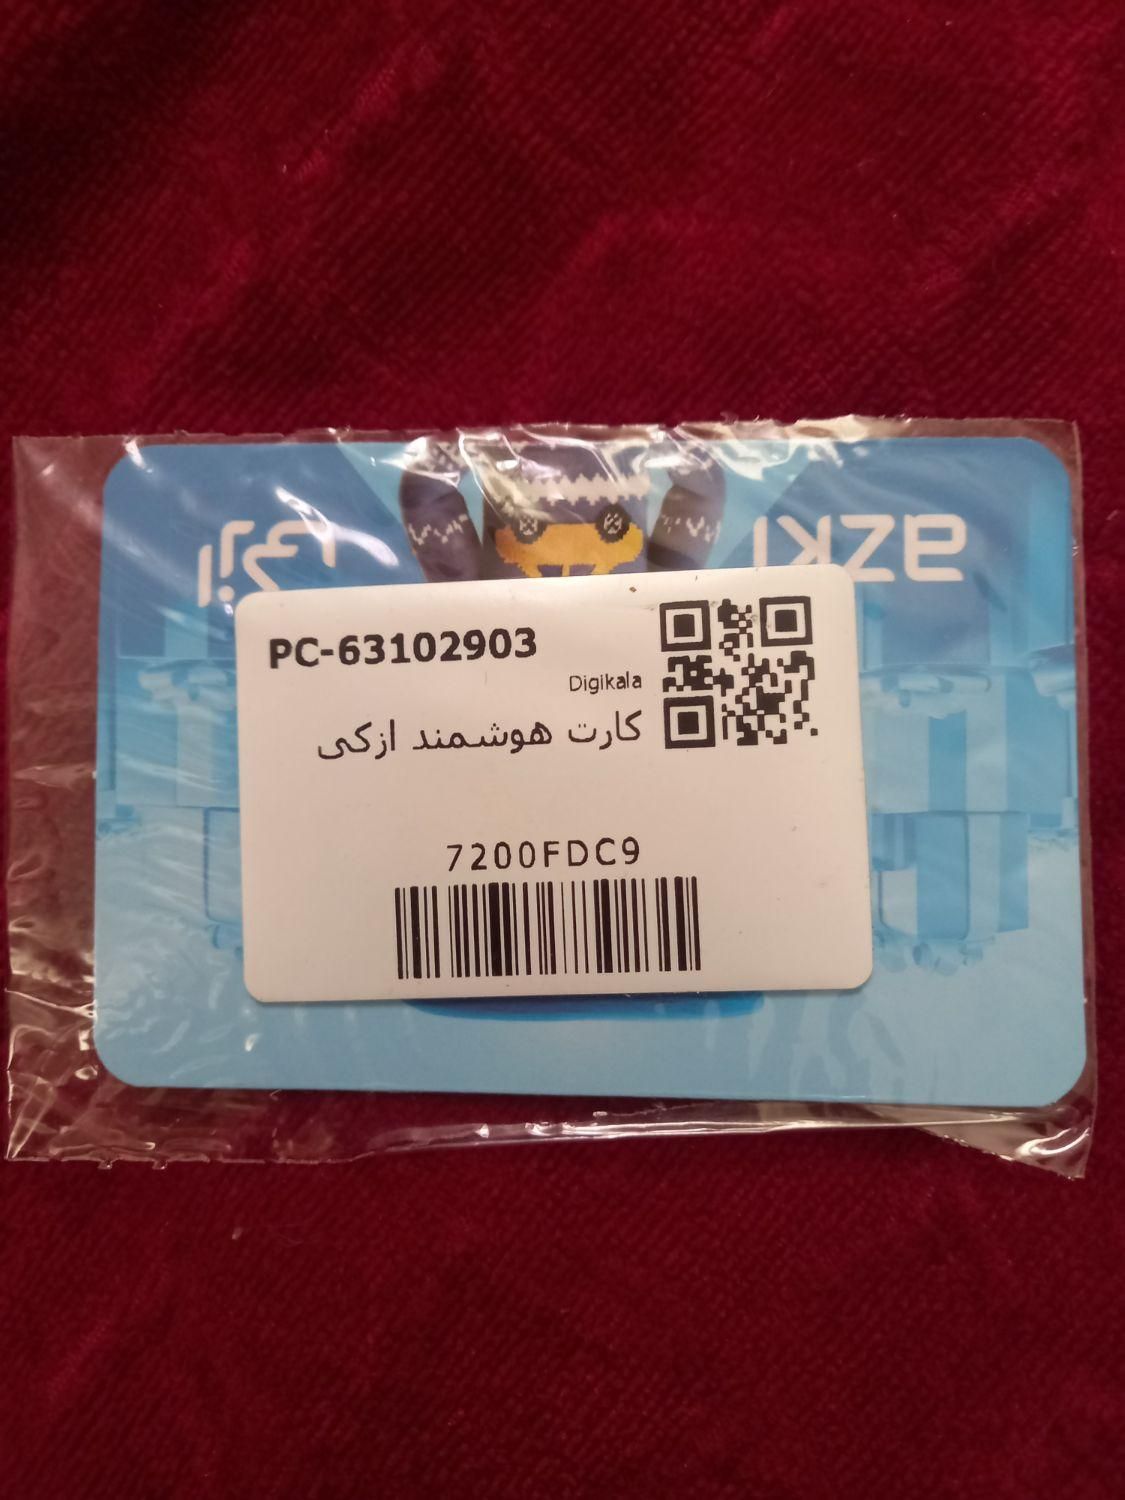 ازکی
azki
PC-63102903
Digikala
کارت هوشمند ازکی
7200FDC9